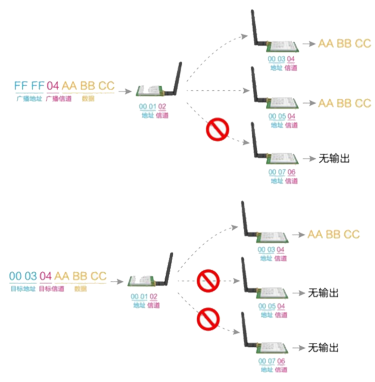 AA BB CC
00 03 04
地址 信道
FF FF 04 AA BB CC
广播地址 广播信道 数据
00 01 02
地址 信道
AA BB CC
00 05 04
地址 信道
无输出
00 07 06
地址 信道
AA BB CC
00 03 04
地址 信道
00 03 04 AA BB CC
目标地址 目标信道 数据
00 01 02
地址 信道
无输出
00 05 04
地址 信道
无输出
00 07 06
地址 信道